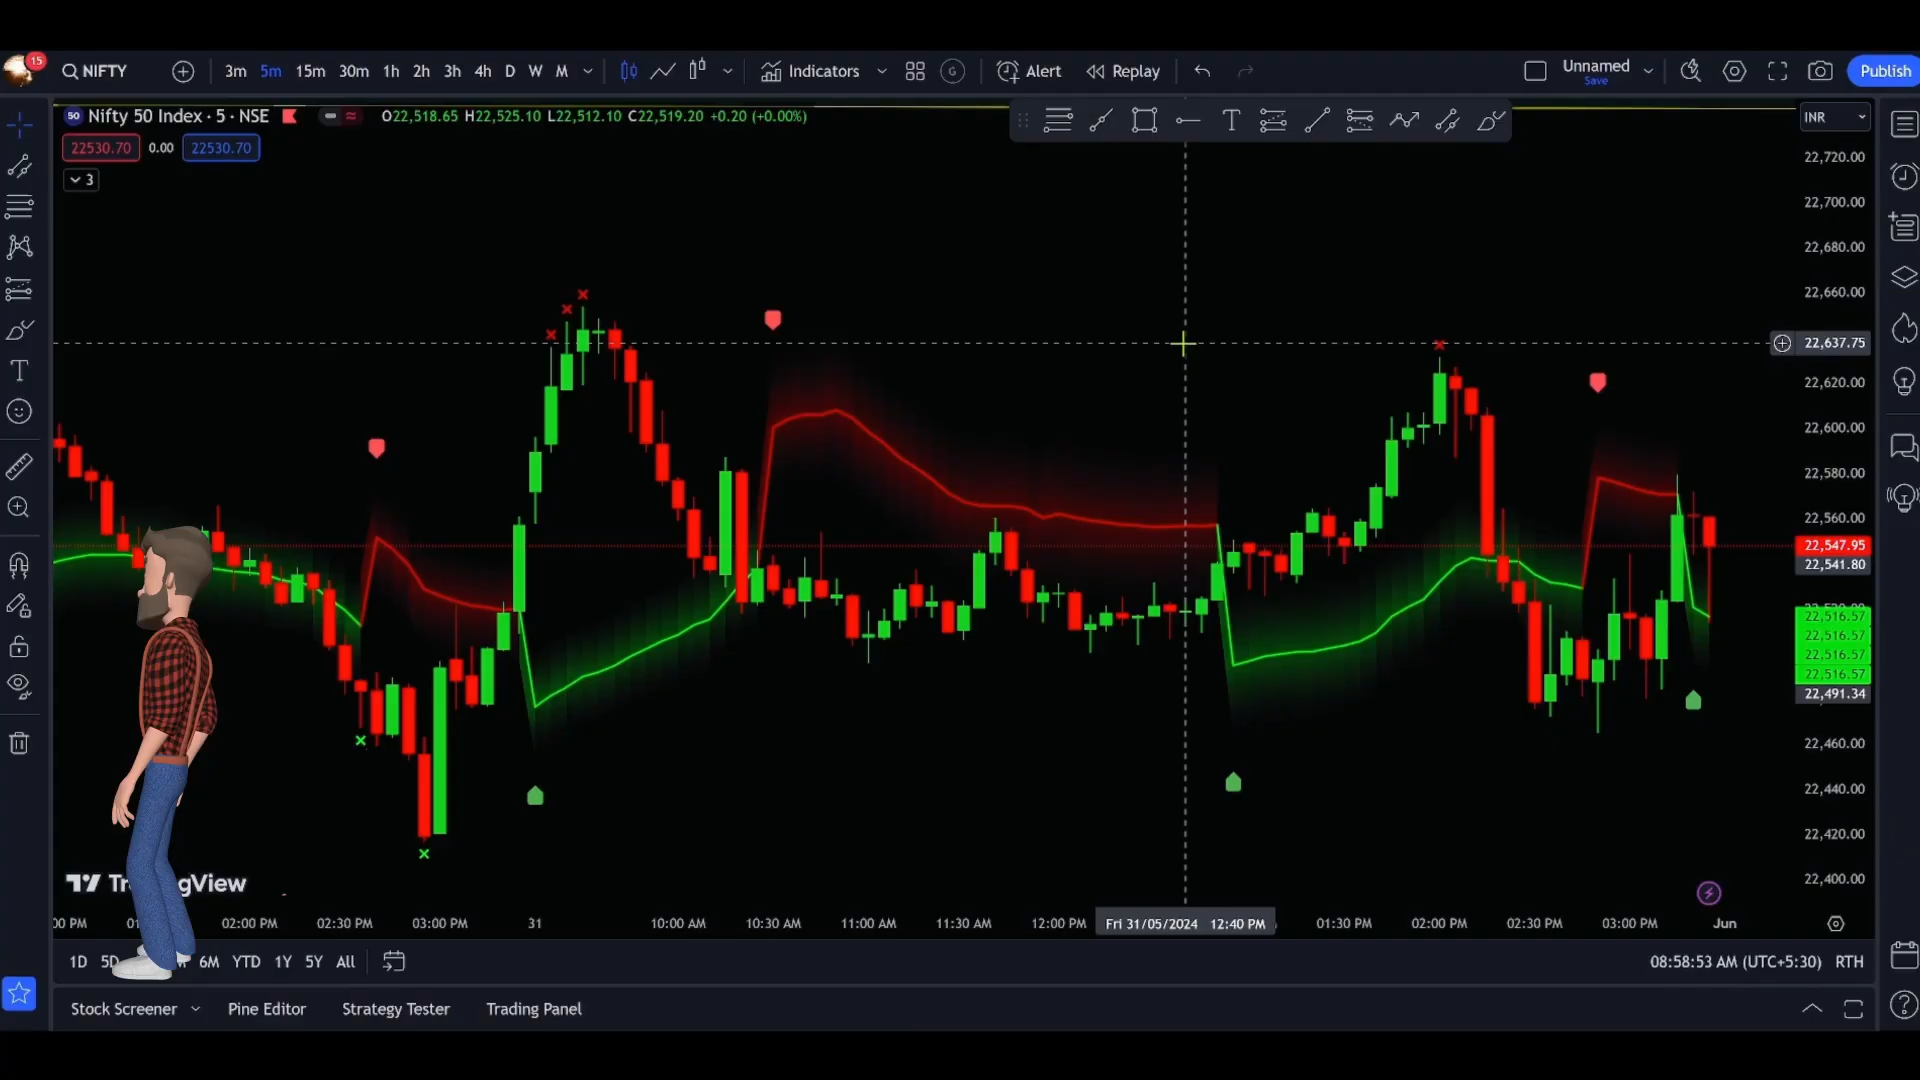 15
NIFTY
3m 5m 15m 30m 1h 2h 3h 4h D W M
Indicators
G
Alert
Replay
Unnamed
Save
Publish
50 Nifty 50 Index · 5 · NSE
O22,518.65 H22,525.10 L22,512.10 C22,519.20 +0.20 (+0.00%)
22530.70 0.00 22530.70
3
INR
22,720.00
22,700.00
22,680.00
22,660.00
22,637.75
22,620.00
22,600.00
22,580.00
22,560.00
22,547.95
22,541.80
22,516.57
22,516.57
22,516.57
22,516.57
22,491.34
22,460.00
22,440.00
22,420.00
22,400.00
02:00 PM 02:30 PM 03:00 PM 31 10:00 AM 10:30 AM 11:00 AM 11:30 AM 12:00 PM Fri 31/05/2024 12:40 PM 01:30 PM 02:00 PM 02:30 PM 03:00 PM Jun
1D 6M YTD 1Y 5Y All
08:58:53 AM (UTC+5:30) RTH
Stock Screener Pine Editor Strategy Tester Trading Panel